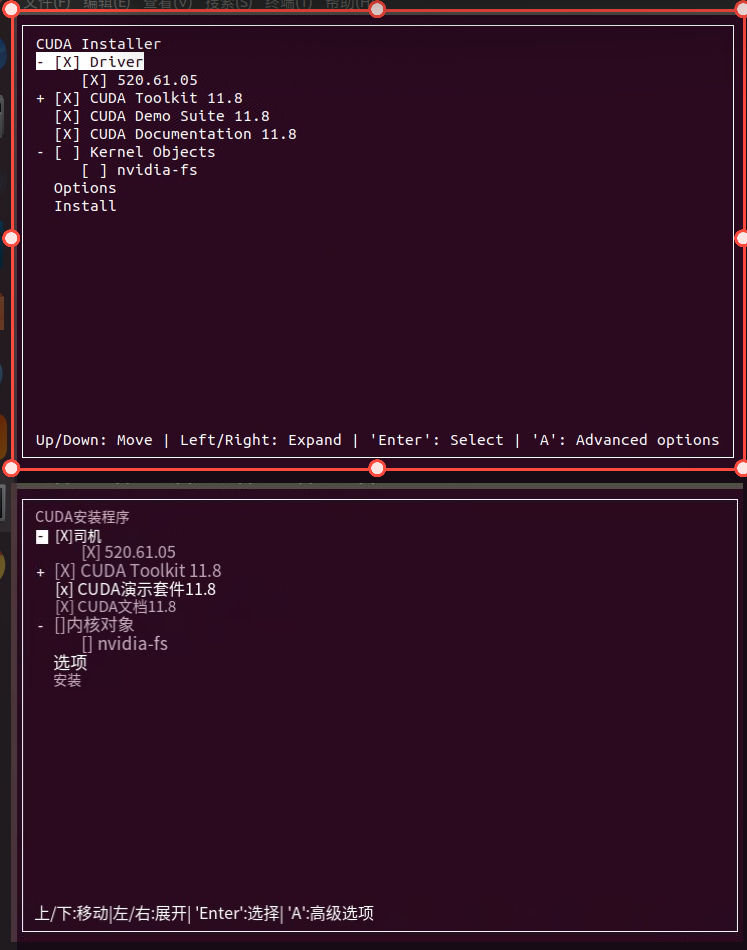 文件(F) 编辑(E) 查看(V) 搜索(S) 终端(T) 帮助(H)
CUDA Installer
- [X] Driver
[X] 520.61.05
+ [X] CUDA Toolkit 11.8
[X] CUDA Demo Suite 11.8
[X] CUDA Documentation 11.8
- [ ] Kernel Objects
[ ] nvidia-fs
Options
Install
Up/Down: Move | Left/Right: Expand | 'Enter': Select | 'A': Advanced options
CUDA安装程序
- [X]司机
[X] 520.61.05
+ [X] CUDA Toolkit 11.8
[x] CUDA演示套件11.8
[X] CUDA文档11.8
- []内核对象
[] nvidia-fs
选项
安装
上/下:移动|左/右:展开| 'Enter':选择| 'A':高级选项